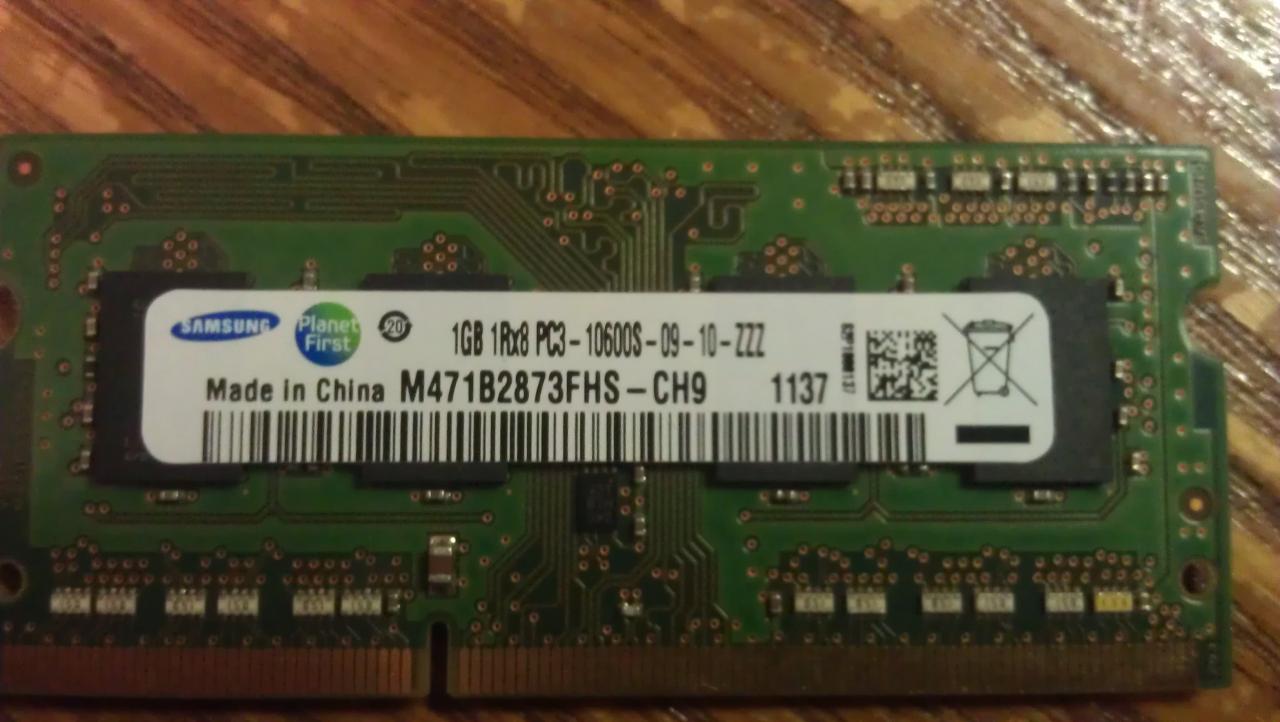 SAMSUNG
Planet First
20
1GB 1Rx8 PC3-10600S-09-10-ZZZ
Made in China M471B2873FHS-CH9 1137